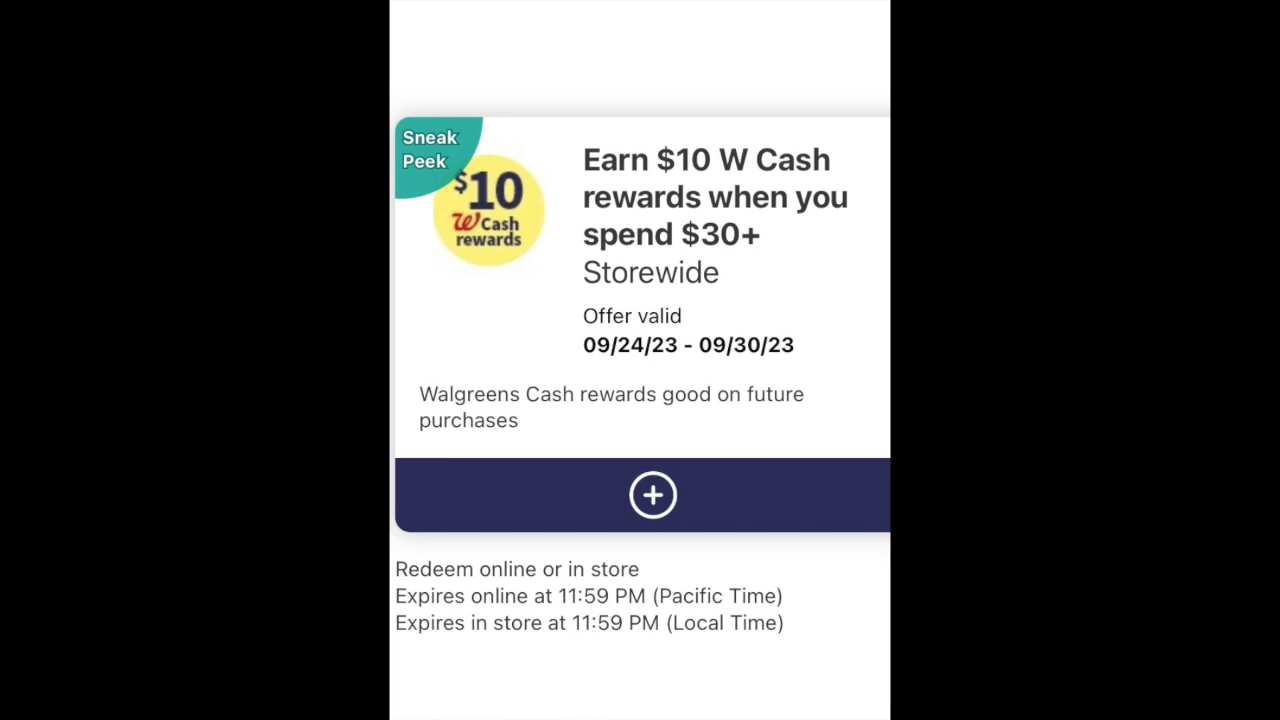 Sneak
Peek
$10
W Cash
rewards
Earn $10 W Cash
rewards when you
spend $30+
Storewide
Offer valid
09/24/23 - 09/30/23
Walgreens Cash rewards good on future
purchases
Redeem online or in store
Expires online at 11:59 PM (Pacific Time)
Expires in store at 11:59 PM (Local Time)